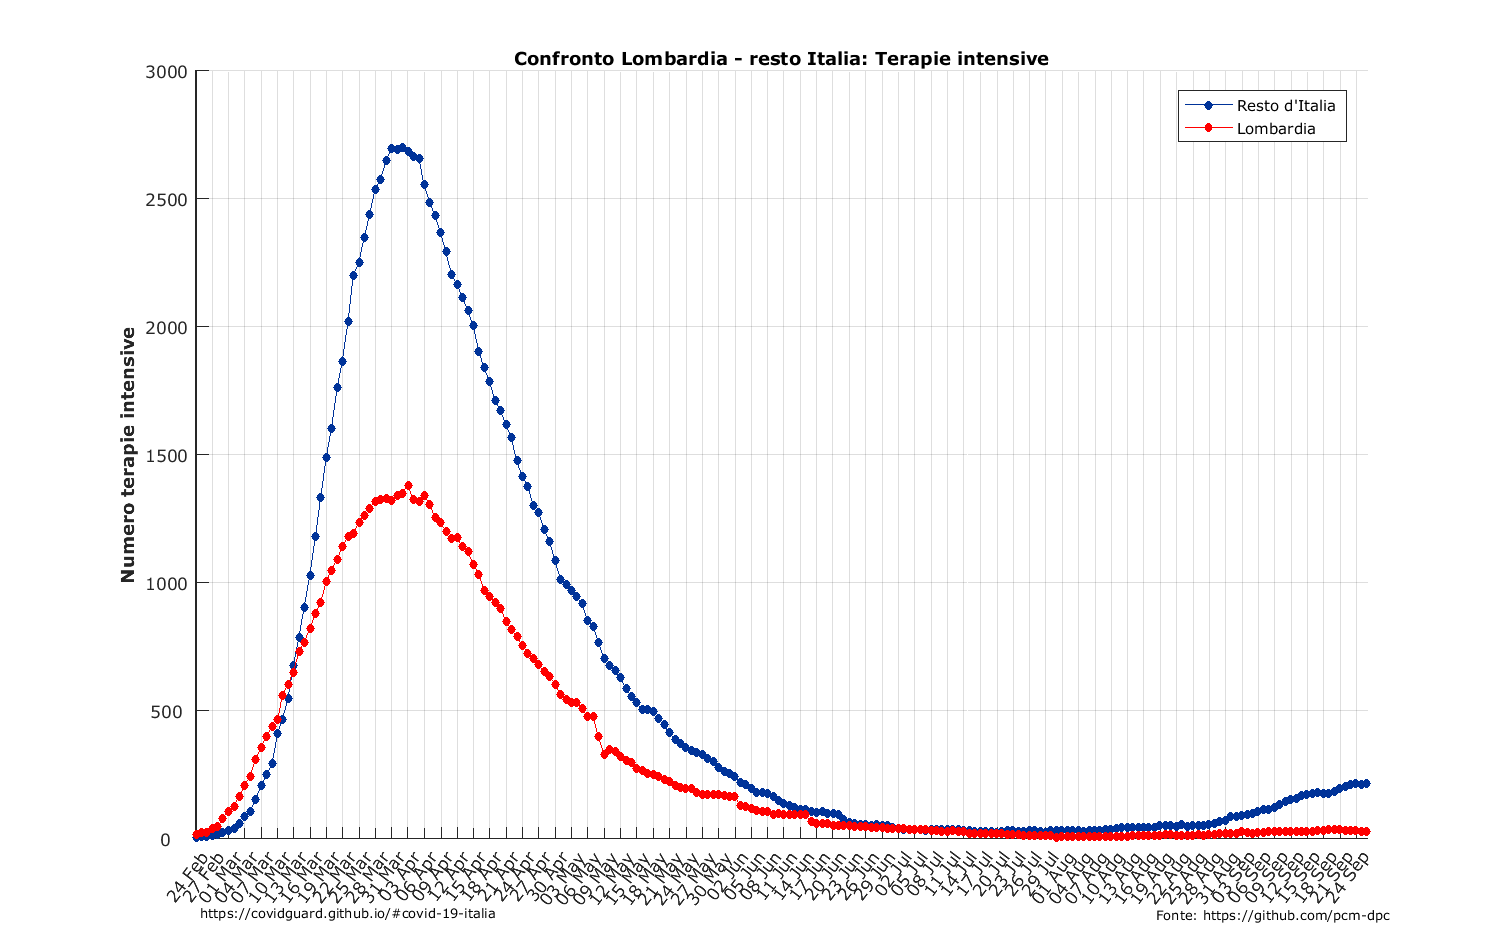 Confronto Lombardia - resto Italia: Terapie intensive
Resto d'Italia
Lombardia
Numero terapie intensive
3000
2500
2000
1500
1000
500
0
24 Feb
27 Feb
01 Mar
04 Mar
07 Mar
10 Mar
13 Mar
16 Mar
19 Mar
22 Mar
25 Mar
28 Mar
31 Mar
03 Apr
06 Apr
09 Apr
12 Apr
15 Apr
18 Apr
21 Apr
24 Apr
27 Apr
30 Apr
03 May
06 May
09 May
12 May
15 May
18 May
21 May
24 May
27 May
30 May
02 Jun
05 Jun
08 Jun
11 Jun
14 Jun
17 Jun
20 Jun
23 Jun
26 Jun
29 Jun
02 Jul
05 Jul
08 Jul
11 Jul
14 Jul
17 Jul
20 Jul
23 Jul
26 Jul
29 Jul
01 Aug
04 Aug
07 Aug
10 Aug
13 Aug
16 Aug
19 Aug
22 Aug
25 Aug
28 Aug
31 Aug
03 Sep
06 Sep
09 Sep
12 Sep
15 Sep
18 Sep
21 Sep
24 Sep
https://covidguard.github.io/#covid-19-italia
Fonte: https://github.com/pcm-dpc